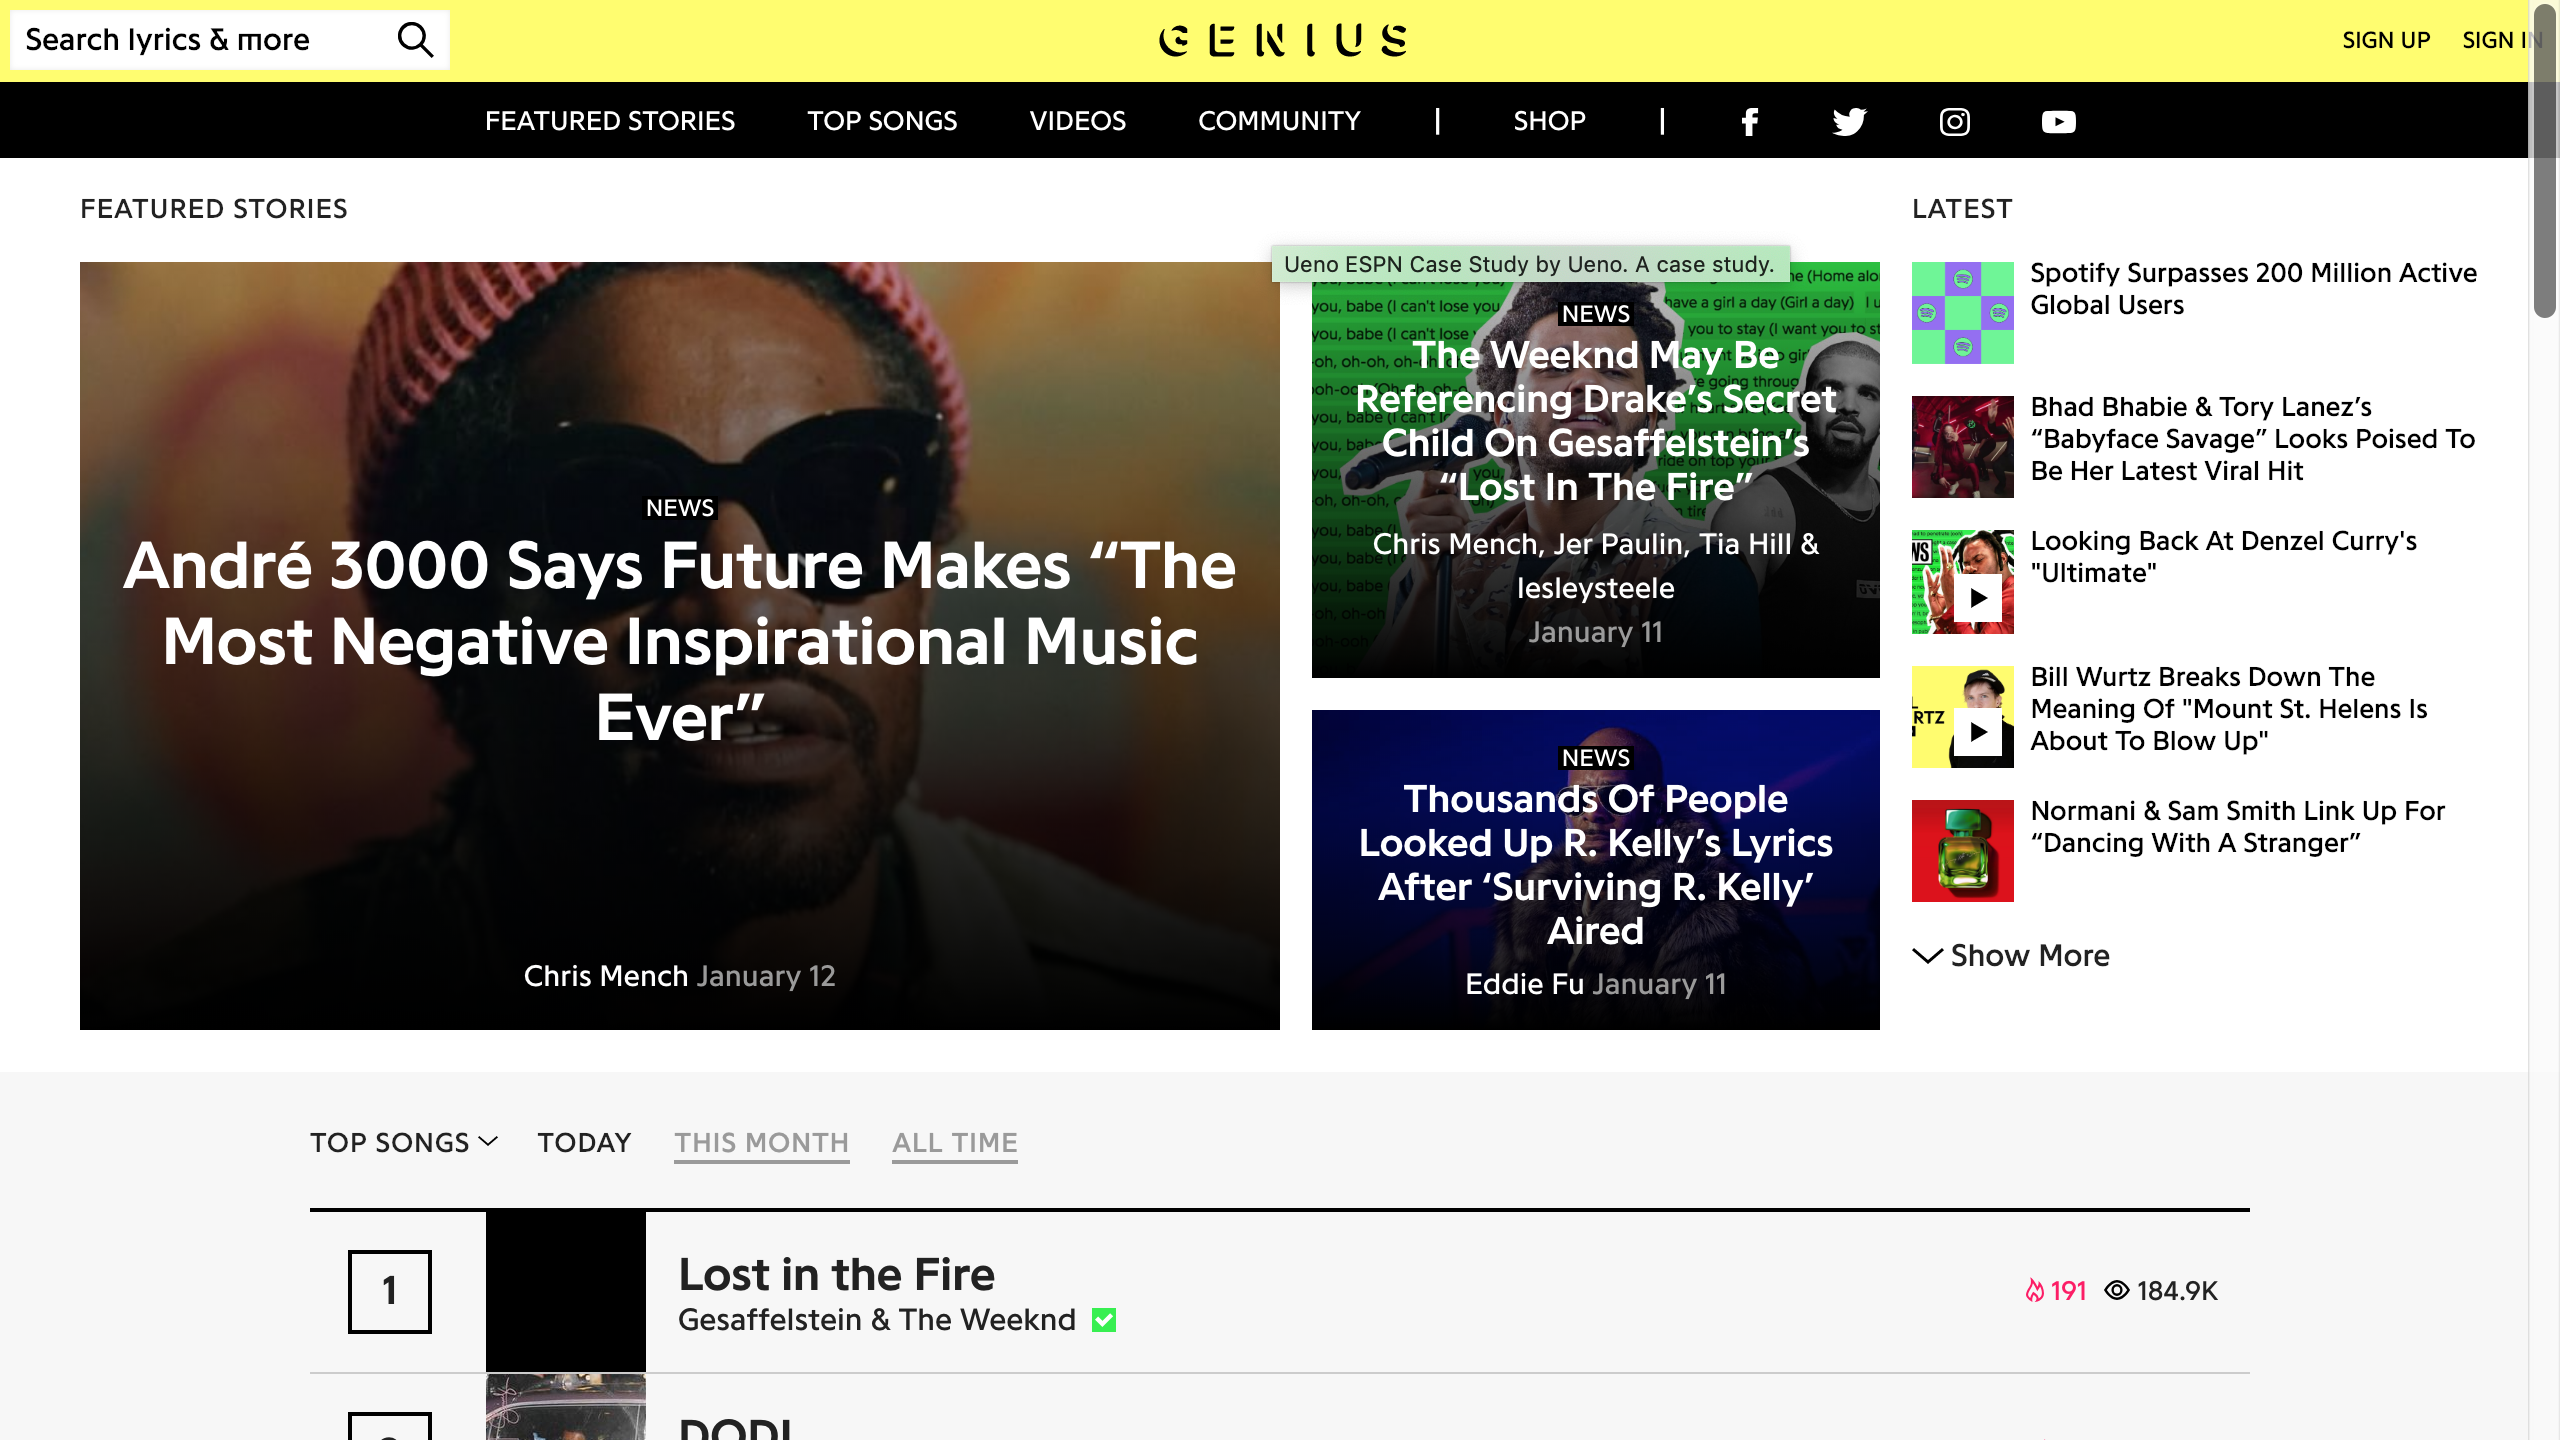 Search lyrics & more
GENIUS
SIGN UP
SIGN IN
FEATURED STORIES
TOP SONGS
VIDEOS
COMMUNITY
|
SHOP
|
FEATURED STORIES
NEWS
André 3000 Says Future Makes “The
Most Negative Inspirational Music
Ever”
Chris Mench January 12
Ueno ESPN Case Study by Ueno. A case study.
NEWS
The Weeknd May Be
Referencing Drake’s Secret
Child On Gesaffelstein’s
“Lost In The Fire”
Chris Mench, Jer Paulin, Tia Hill &
lesleysteele
January 11
NEWS
Thousands Of People
Looked Up R. Kelly’s Lyrics
After ‘Surviving R. Kelly’
Aired
Eddie Fu January 11
LATEST
Spotify Surpasses 200 Million Active
Global Users
Bhad Bhabie & Tory Lanez’s
“Babyface Savage” Looks Poised To
Be Her Latest Viral Hit
Looking Back At Denzel Curry's
"Ultimate"
Bill Wurtz Breaks Down The
Meaning Of "Mount St. Helens Is
About To Blow Up"
Normani & Sam Smith Link Up For
“Dancing With A Stranger”
Show More
TOP SONGS
TODAY
THIS MONTH
ALL TIME
1
Lost in the Fire
Gesaffelstein & The Weeknd
191
184.9K